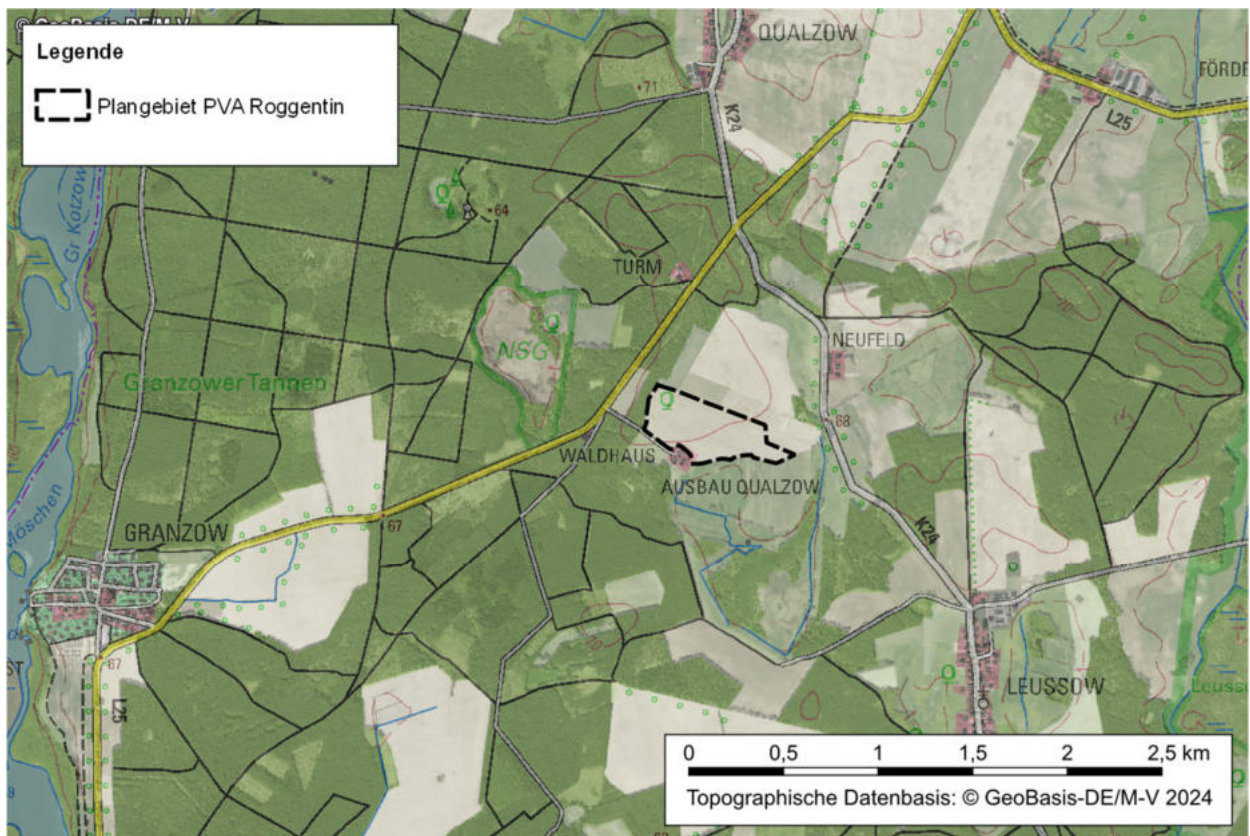 © GeoBasis-DE/M-V
Legende
Plangebiet PVA Roggentin
QUALZOW
FÖRDE
71
K24
L25
Gr Kotzow
64
TURM
NSG
NEUFELD
Granzower Tannen
68
WALDHAUS
AUSBAU QUALZOW
Möschen
GRANZOW
67
K24
67
ST
L25
LEUSSOW
Leuss
0 0,5 1 1,5 2 2,5 km
Topographische Datenbasis: © GeoBasis-DE/M-V 2024